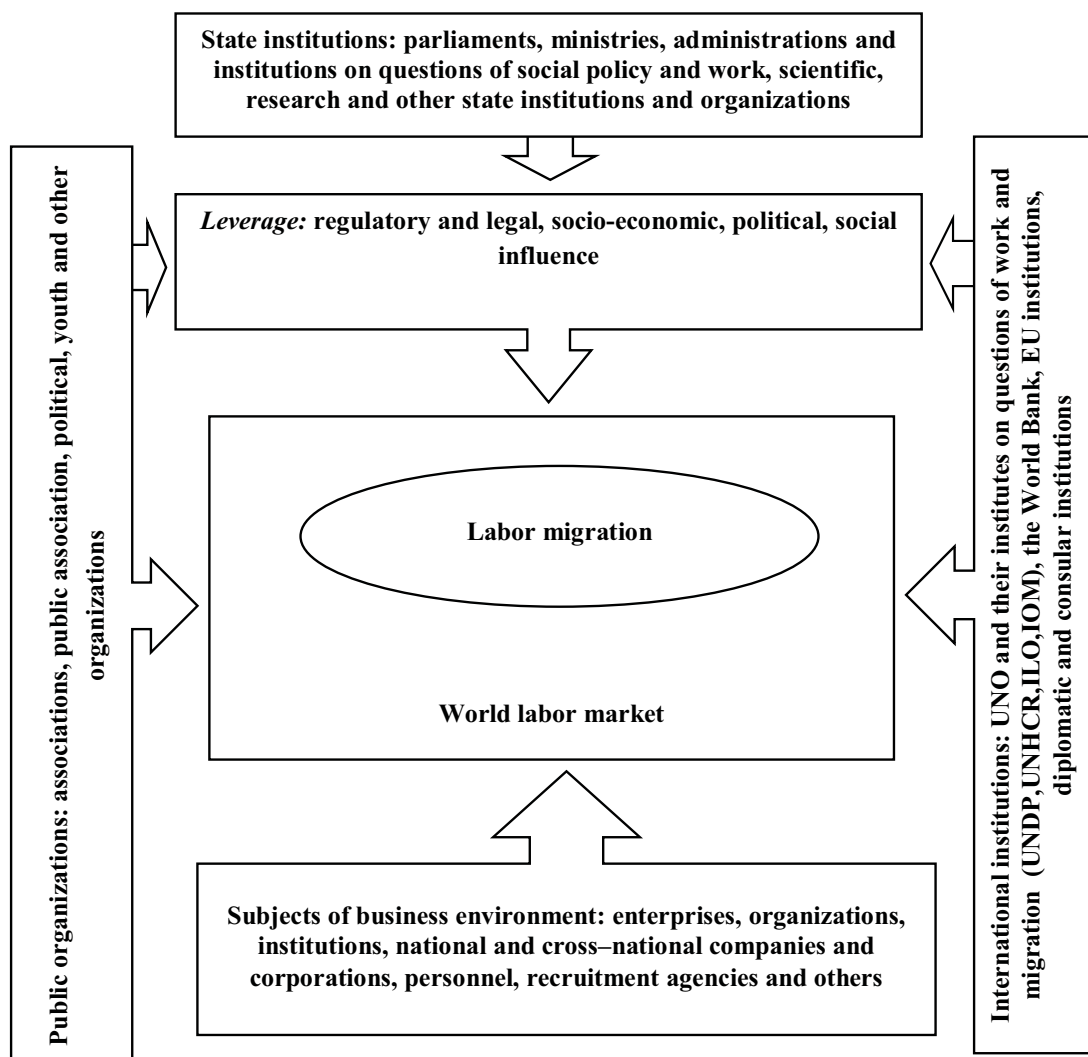 State institutions: parliaments, ministries, administrations and
institutions on questions of social policy and work, scientific,
research and other state institutions and organizations
Leverage: regulatory and legal, socio-economic, political, social
influence
Labor migration
World labor market
Subjects of business environment: enterprises, organizations,
institutions, national and cross–national companies and
corporations, personnel, recruitment agencies and others
Public organizations: associations, public association, political, youth and other
organizations
International institutions: UNO and their institutes on questions of work and
migration (UNDP,UNHCR,ILO,IOM), the World Bank, EU institutions,
diplomatic and consular institutions